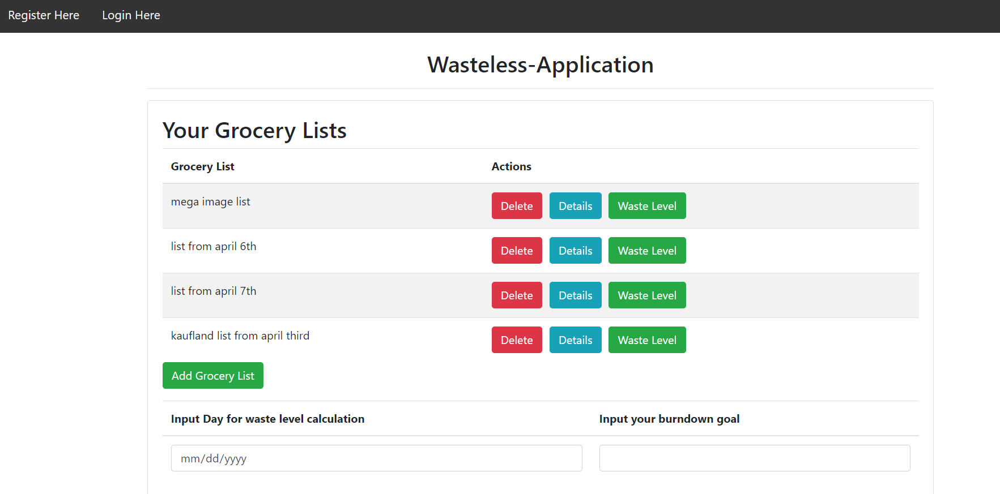 Register Here Login Here
Wasteless-Application
Your Grocery Lists
Grocery List Actions
mega image list Delete Details Waste Level
list from april 6th Delete Details Waste Level
list from april 7th Delete Details Waste Level
kaufland list from april third Delete Details Waste Level
Add Grocery List
Input Day for waste level calculation Input your burndown goal
mm/dd/yyyy